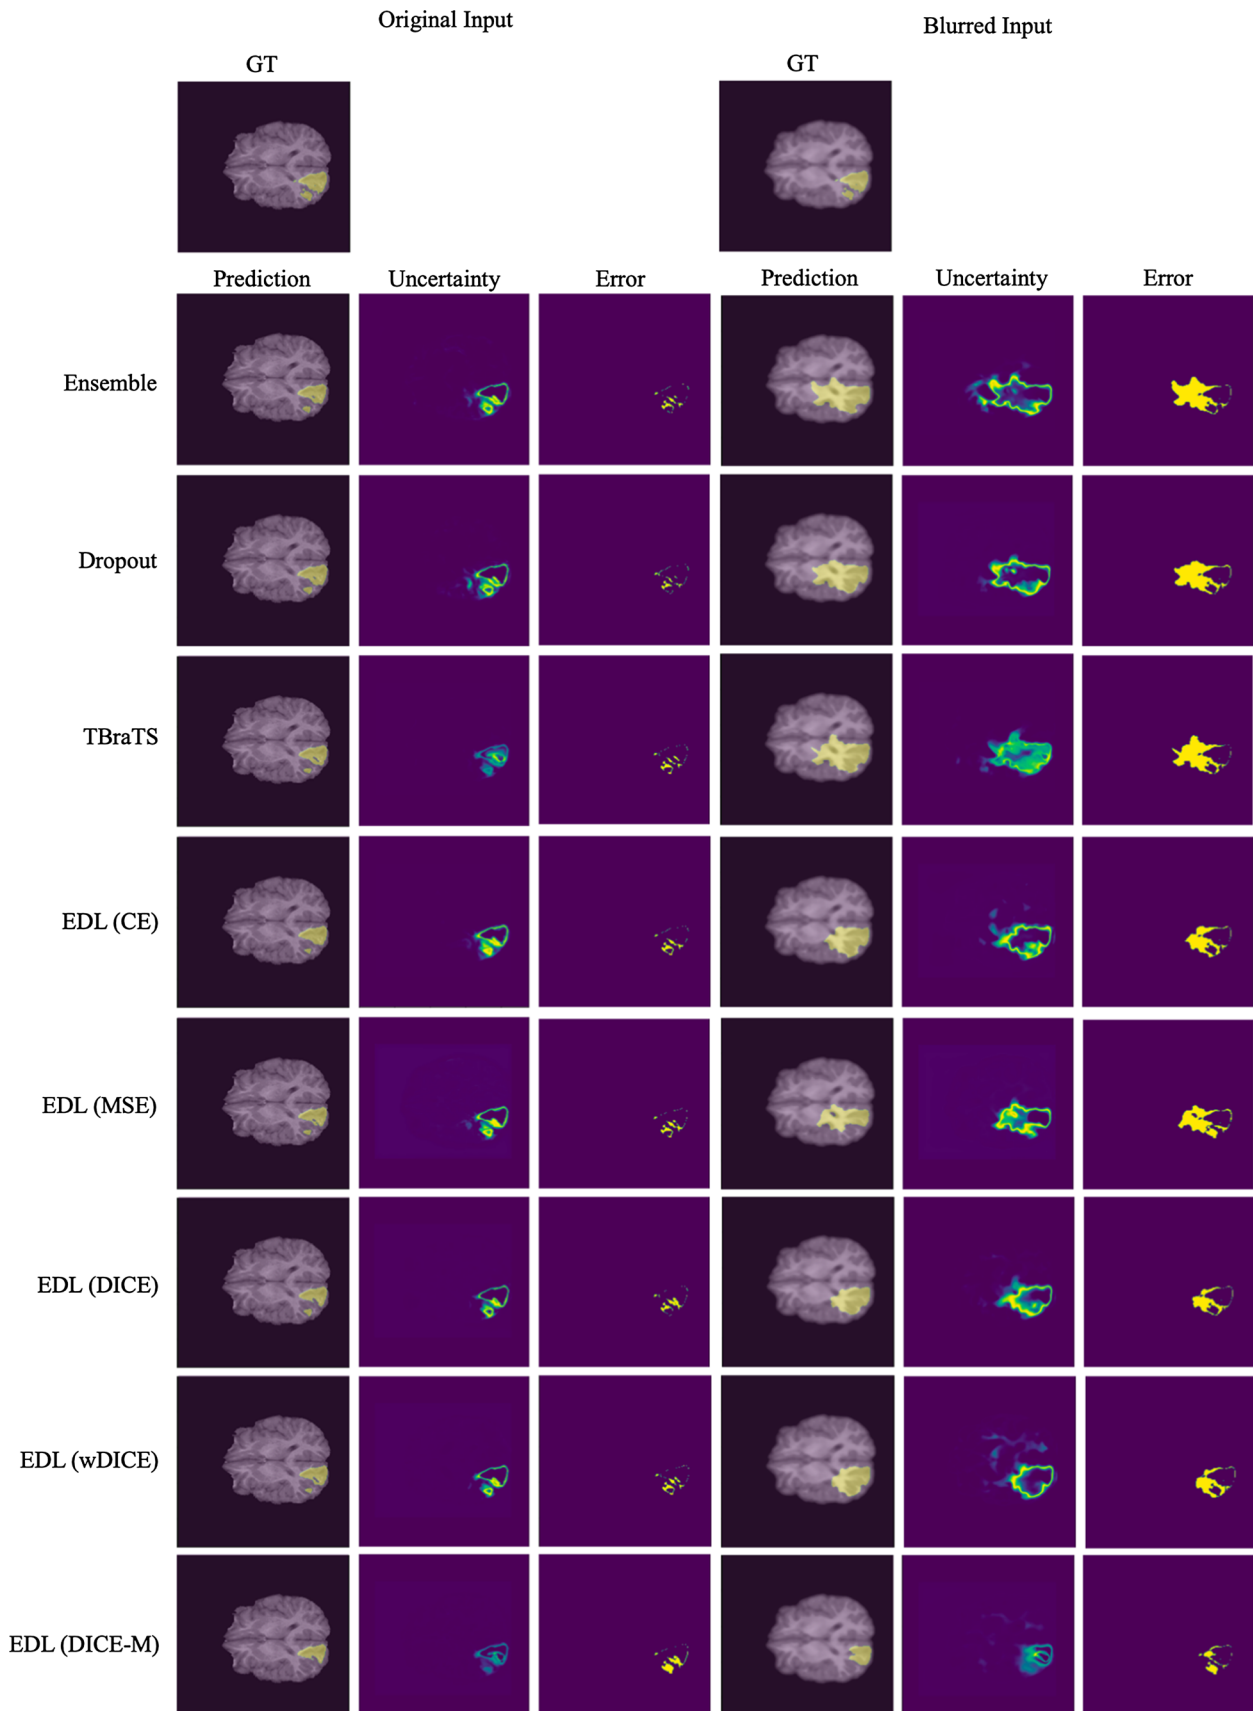 Original Input
Blurred Input
GT
GT
Prediction
Uncertainty
Error
Prediction
Uncertainty
Error
Ensemble
Dropout
TBraTS
EDL (CE)
EDL (MSE)
EDL (DICE)
EDL (wDICE)
EDL (DICE-M)